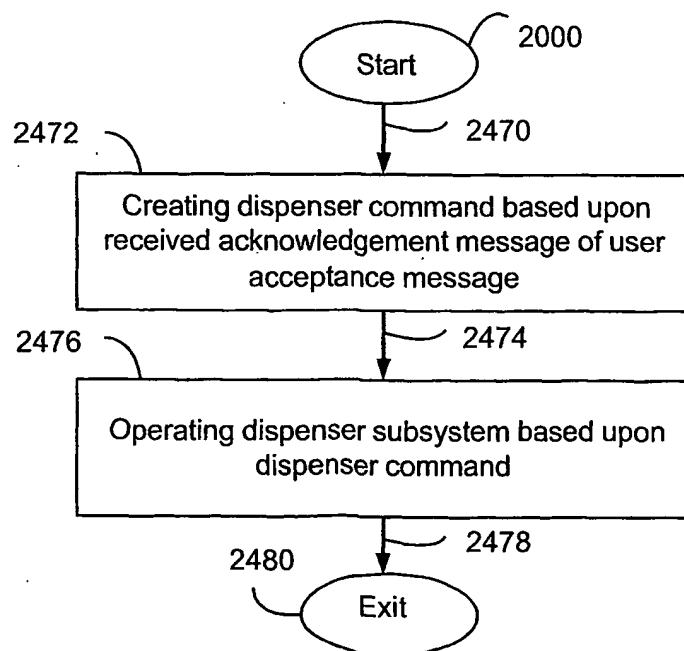 2000
Start
2470
2472
Creating dispenser command based upon
received acknowledgement message of user
acceptance message
2474
2476
Operating dispenser subsystem based upon
dispenser command
2478
2480
Exit